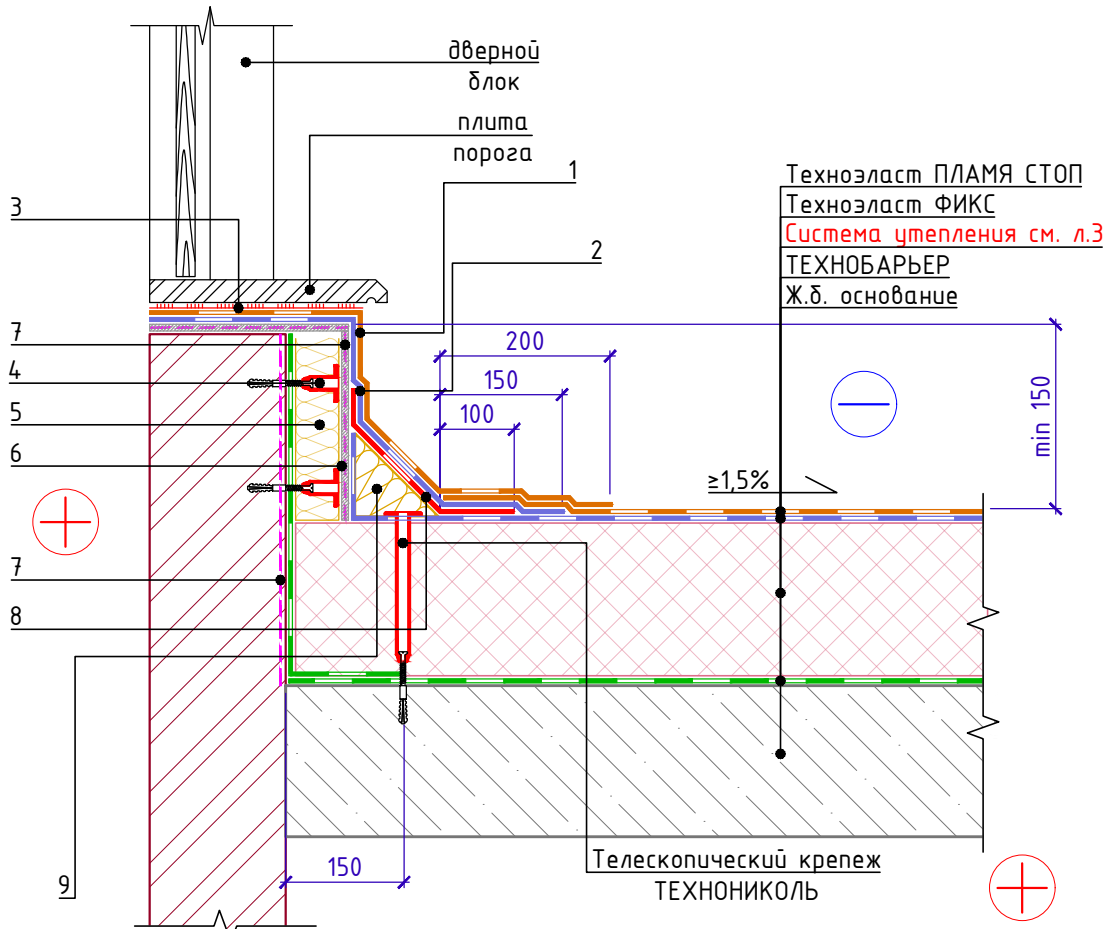 дверной
блок
плита
порога
1
3
2
Техноэласт ПЛАМЯ СТОП
Техноэласт ФИКС
Система утепления см. л.3
ТЕХНОБАРЬЕР
Ж.б. основание
7
4
5
6
7
8
9
200
150
100
min 150
≥1,5%
150
Телескопический крепеж
ТЕХНОНИКОЛЬ